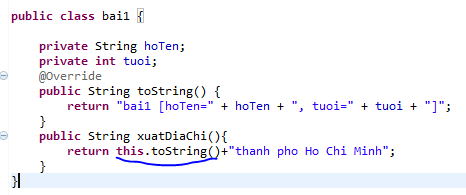 public class bai1 {
private String hoTen;
private int tuoi;
@Override
public String toString() {
return "bai1 [hoTen=" + hoTen + ", tuoi=" + tuoi + "]";
}
public String xuatDiaChi(){
return this.toString()+"thanh pho Ho Chi Minh";
}
}